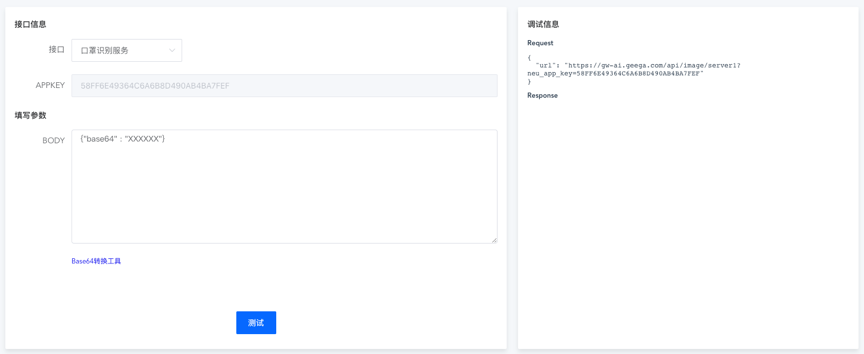 接口信息
接口
口罩识别服务
APPKEY
58FF6E49364C6A6B8D490AB4BA7FEF
填写参数
BODY
{"base64" : "XXXXXX"}
Base64转换工具
测试
调试信息
Request
{
"url": "https://gw-ai.geega.com/api/image/server1?
neu_app_key=58FF6E49364C6A6B8D490AB4BA7FEF"
}
Response